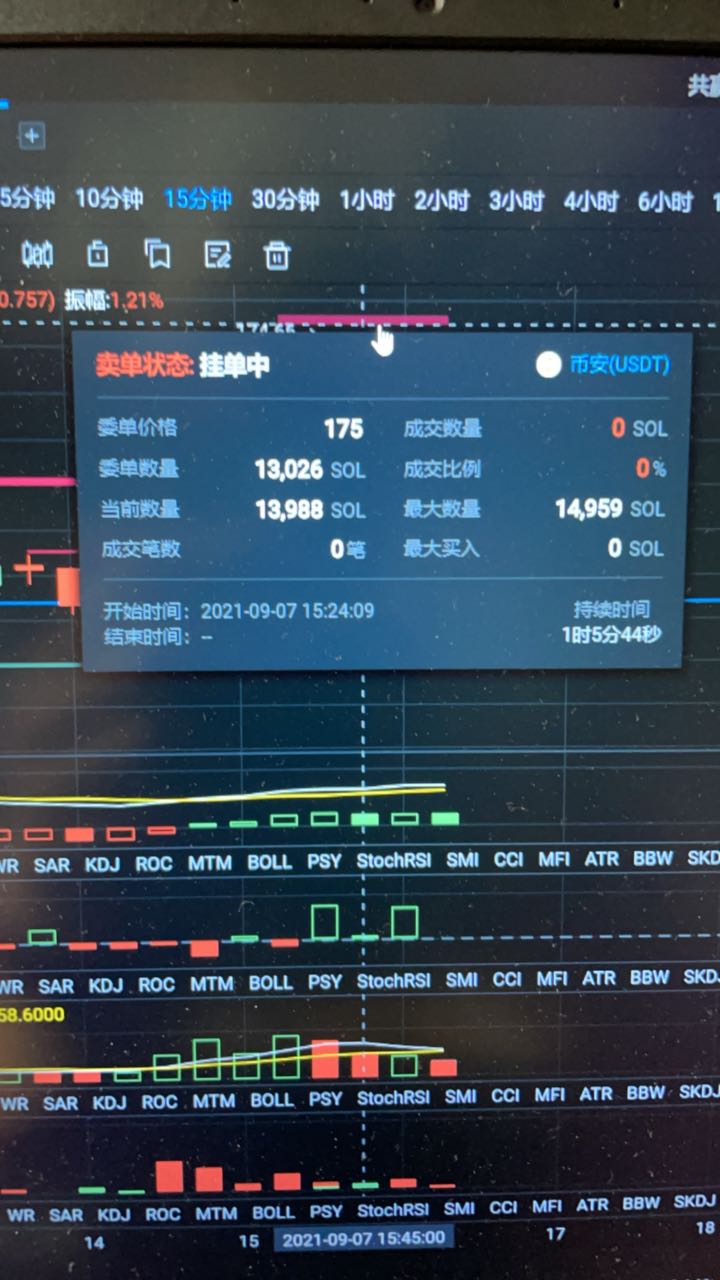 共赢
5分钟 10分钟 15分钟 30分钟 1小时 2小时 3小时 4小时 6小时 1
0.757) 振幅:1.21%
174.66
卖单状态: 挂单中 币安(USDT)
委单价格 175 成交数量 0 SOL
委单数量 13,026 SOL 成交比例 0%
当前数量 13,988 SOL 最大数量 14,959 SOL
成交笔数 0笔 最大买入 0 SOL
开始时间: 2021-09-07 15:24:09 持续时间
结束时间: -- 1时5分44秒
WR SAR KDJ ROC MTM BOLL PSY StochRSI SMI CCI MFI ATR BBW SKD
WR SAR KDJ ROC MTM BOLL PSY StochRSI SMI CCI MFI ATR BBW SKD
58.6000
WR SAR KDJ ROC MTM BOLL PSY StochRSI SMI CCI MFI ATR BBW SKDJ
WR SAR KDJ ROC MTM BOLL PSY StochRSI SMI CCI MFI ATR BBW SKDJ
14 15 2021-09-07 15:45:00 17 18